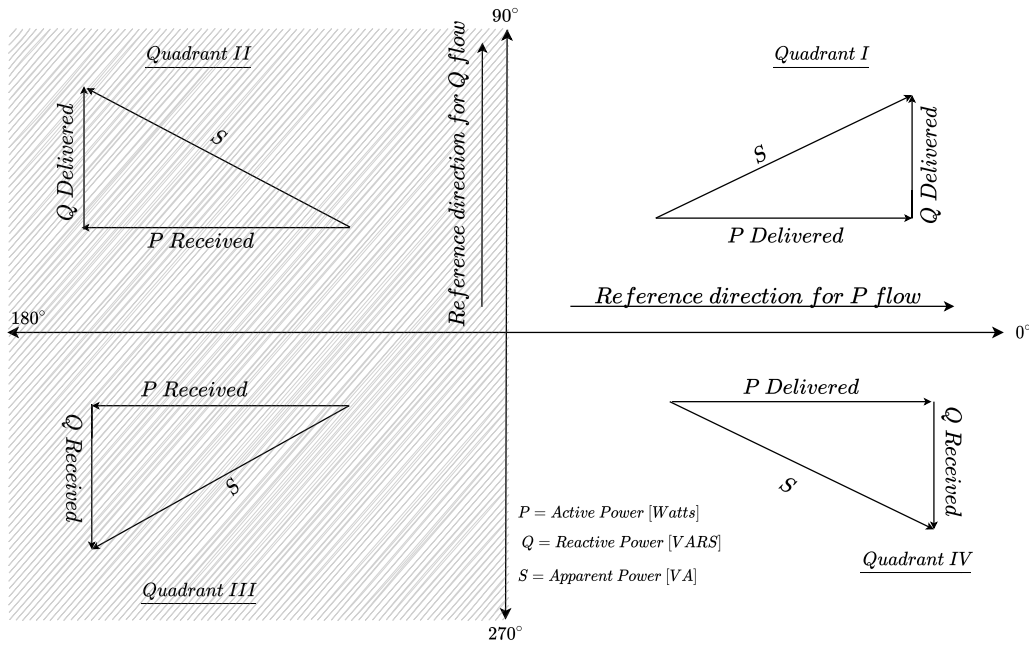 90°
Quadrant II
Quadrant I
Reference direction for Q flow
Q Delivered
S
P Received
S
Q Delivered
P Delivered
Reference direction for P flow
180°
0°
P Received
Q Received
S
P Delivered
Q Received
S
P = Active Power [Watts]
Q = Reactive Power [VARS]
S = Apparent Power [VA]
Quadrant IV
Quadrant III
270°